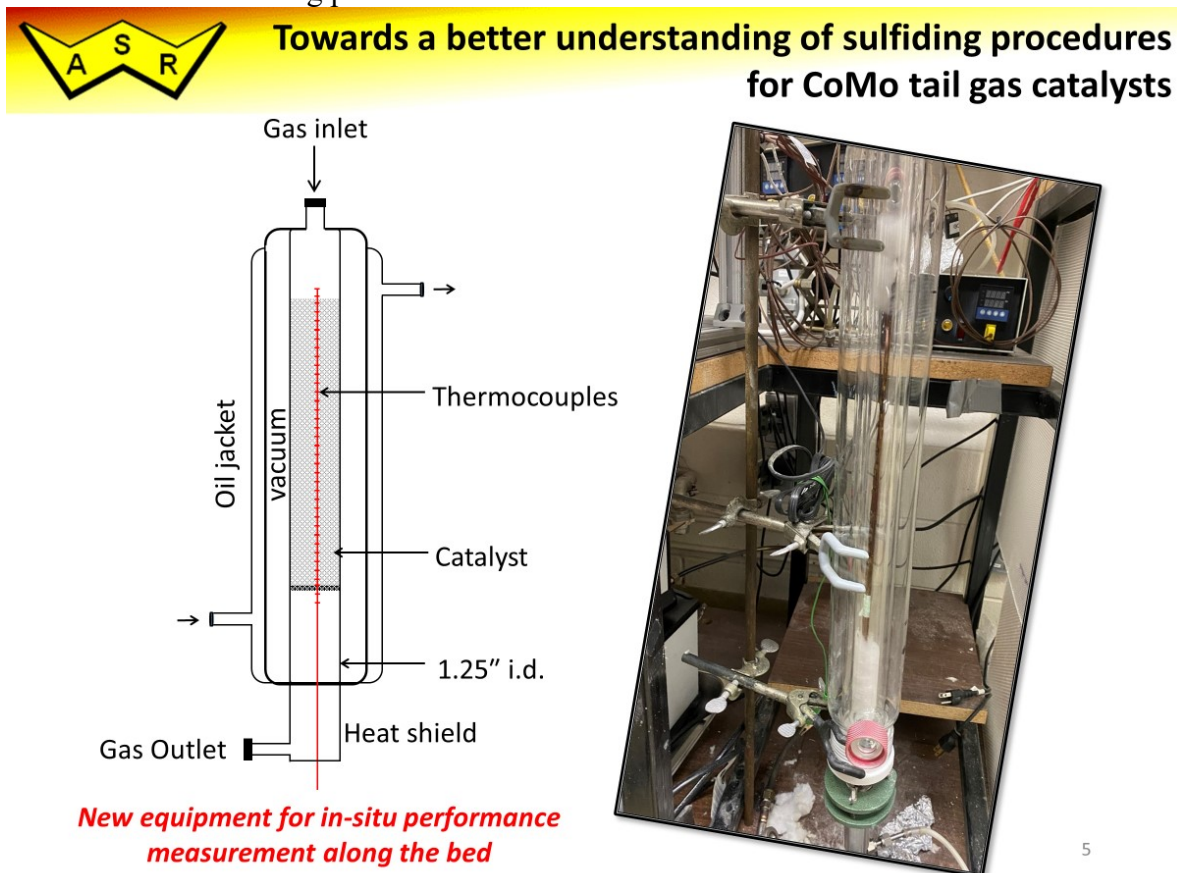 A S R
Towards a better understanding of sulfiding procedures
for CoMo tail gas catalysts
Gas inlet
Thermocouples
Oil jacket
vacuum
Catalyst
1.25″ i.d.
Heat shield
Gas Outlet
New equipment for in-situ performance
measurement along the bed
5